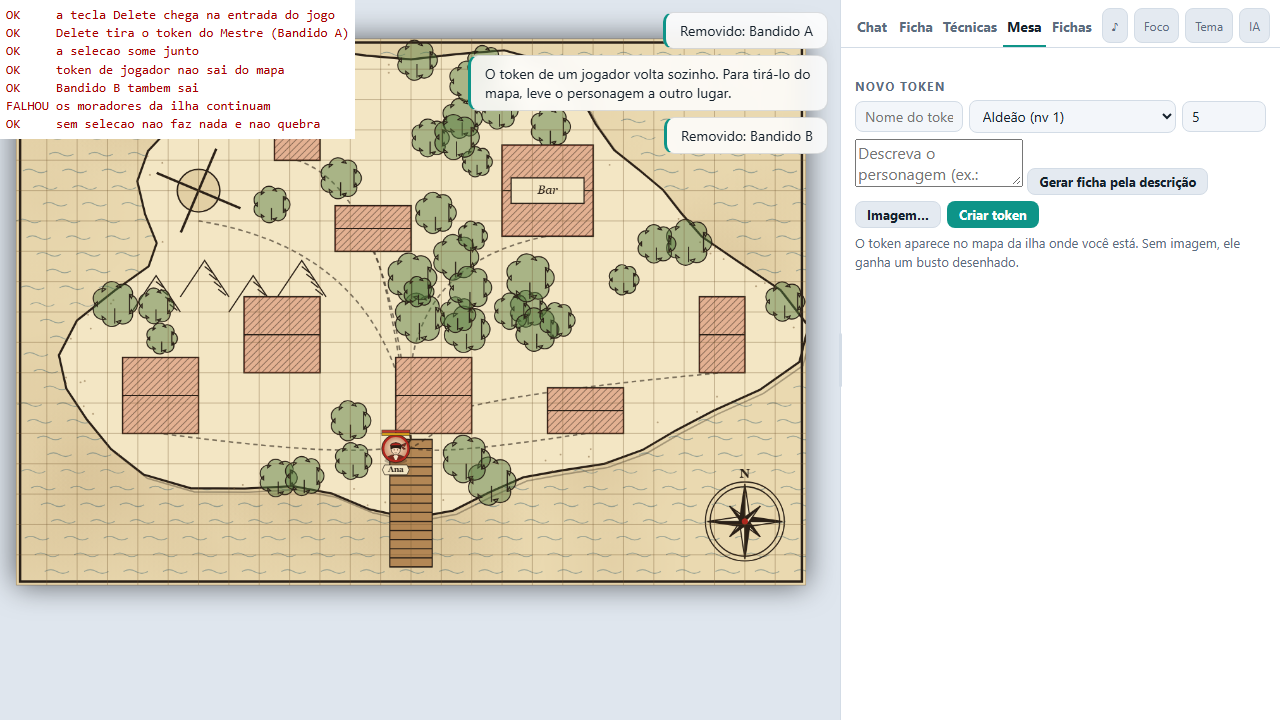 OK a tecla Delete chega na entrada do jogo
OK Delete tira o token do Mestre (Bandido A)
OK a selecao some junto
OK token de jogador nao sai do mapa
OK Bandido B tambem sai
FALHOU os moradores da ilha continuam
OK sem selecao nao faz nada e nao quebra
Removido: Bandido A
O token de um jogador volta sozinho. Para tirá-lo do
mapa, leve o personagem a outro lugar.
Removido: Bandido B
Bar
Ana
N
Chat Ficha Técnicas Mesa Fichas ♪ Foco Tema IA
NOVO TOKEN
Nome do toke Aldeão (nv 1) 5
Descreva o
personagem (ex.:
Gerar ficha pela descrição
Imagem... Criar token
O token aparece no mapa da ilha onde você está. Sem imagem, ele
ganha um busto desenhado.